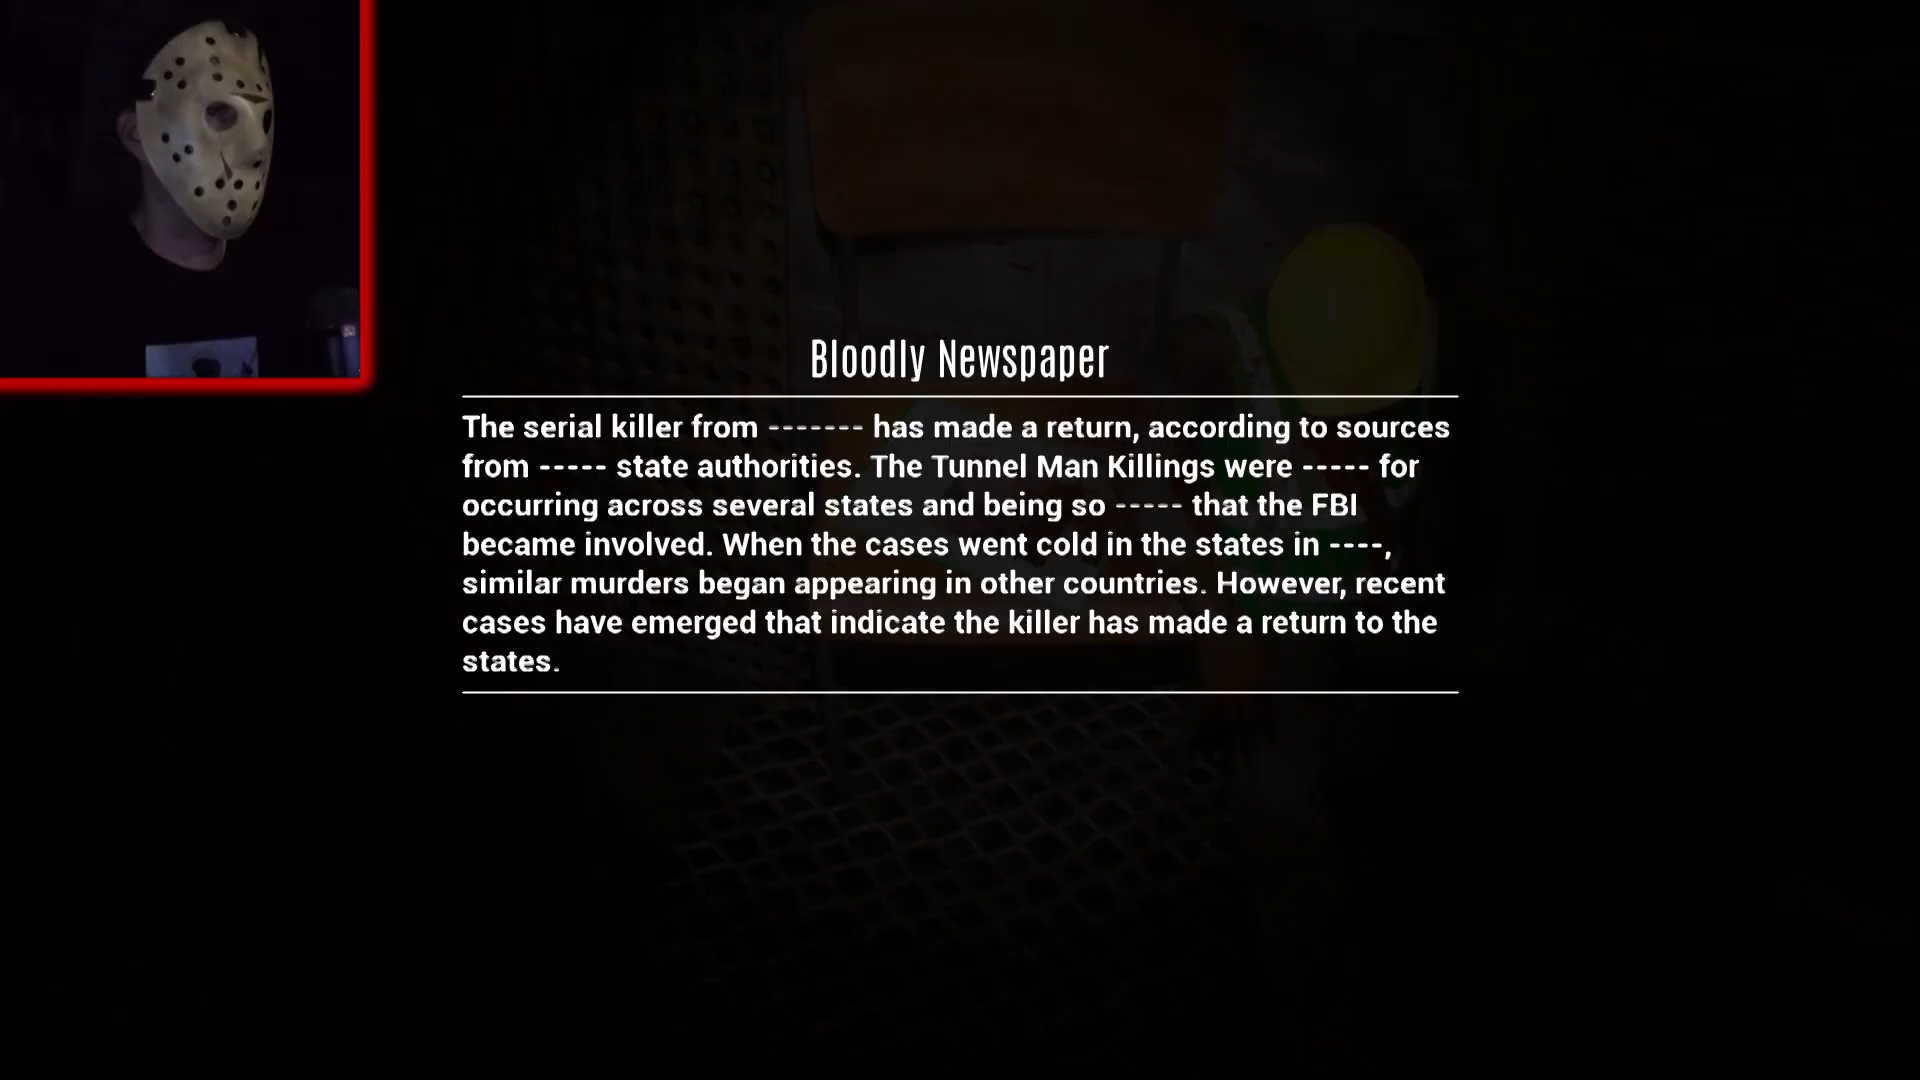 Bloodly Newspaper
The serial killer from ------- has made a return, according to sources
from ----- state authorities. The Tunnel Man Killings were ----- for
occurring across several states and being so ----- that the FBI
became involved. When the cases went cold in the states in ----,
similar murders began appearing in other countries. However, recent
cases have emerged that indicate the killer has made a return to the
states.